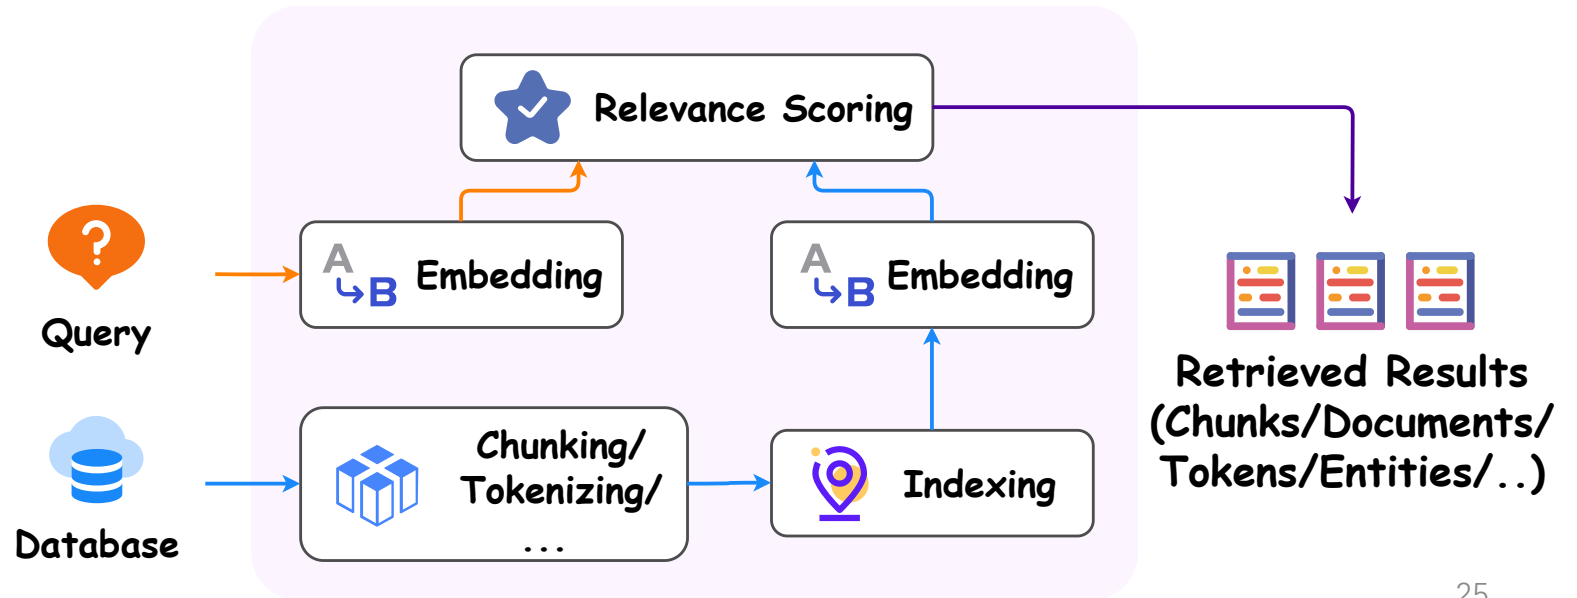 Relevance Scoring
Query
A
B
Embedding
A
B
Embedding
Database
Chunking/
Tokenizing/
...
Indexing
Retrieved Results
(Chunks/Documents/
Tokens/Entities/..)
25